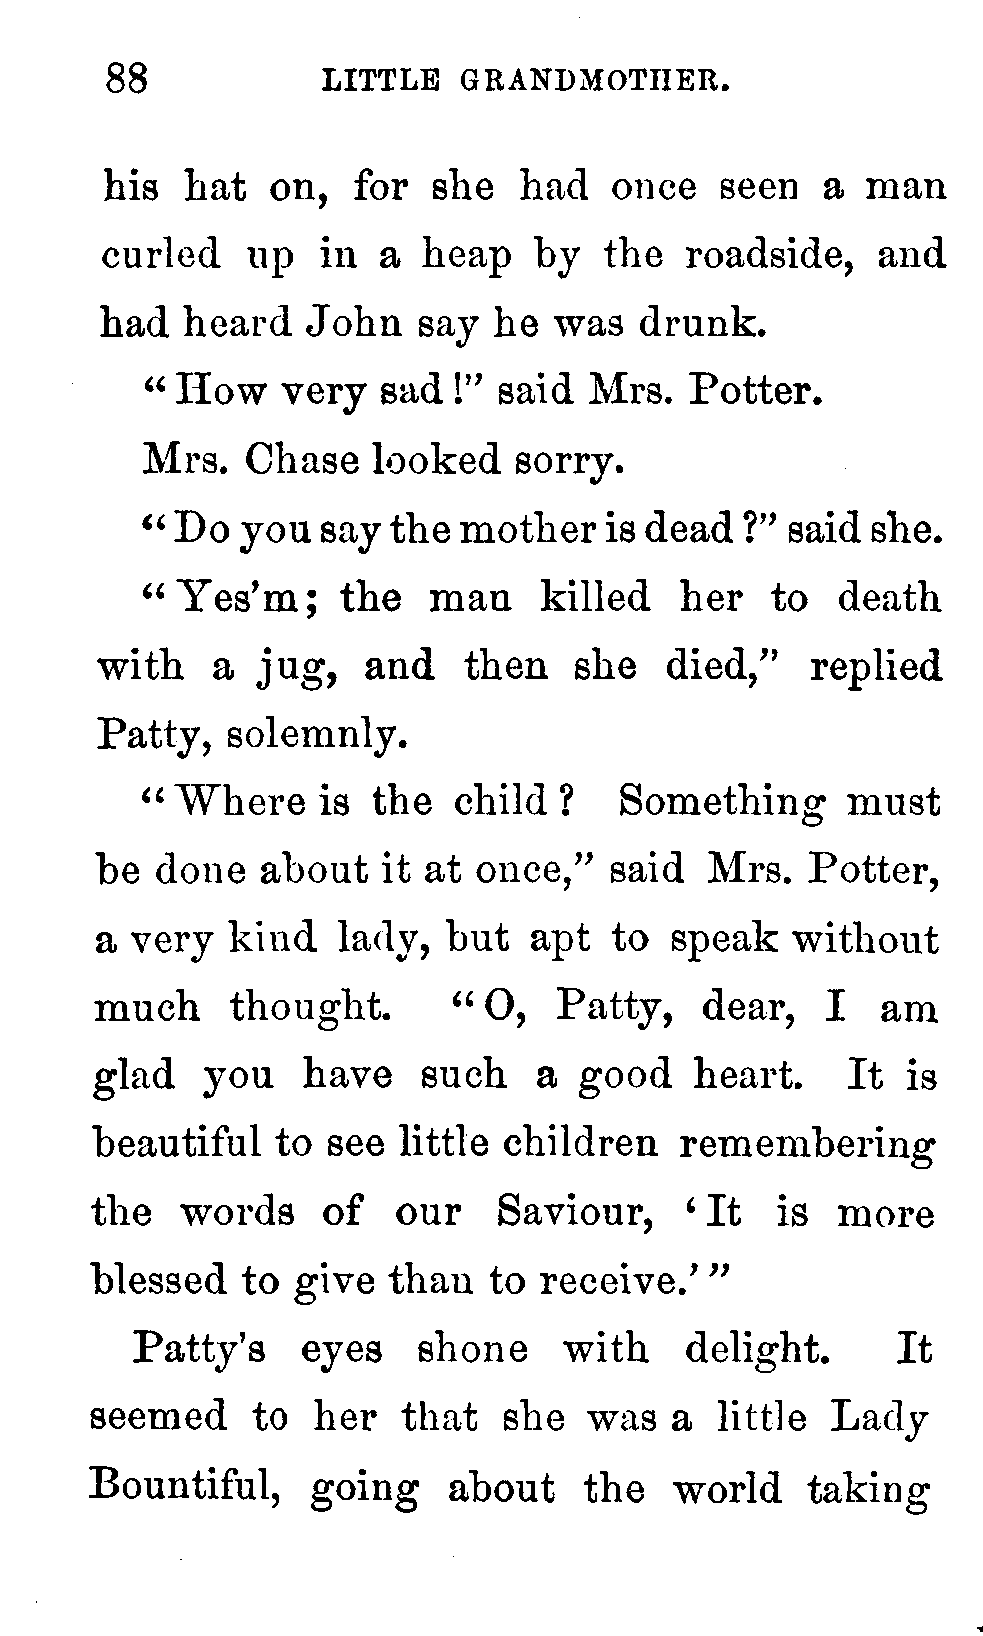 88 LITTLE GRANDMOTHER.
his hat on, for she had once seen a man
curled up in a heap by the roadside, and
had heard John say he was drunk.
“How very sad!” said Mrs. Potter.
Mrs. Chase looked sorry.
“Do you say the mother is dead?” said she.
“Yes’m; the man killed her to death
with a jug, and then she died,” replied
Patty, solemnly.
“Where is the child? Something must
be done about it at once,” said Mrs. Potter,
a very kind lady, but apt to speak without
much thought. “O, Patty, dear, I am
glad you have such a good heart. It is
beautiful to see little children remembering
the words of our Saviour, ‘It is more
blessed to give than to receive.’”
Patty’s eyes shone with delight. It
seemed to her that she was a little Lady
Bountiful, going about the world taking